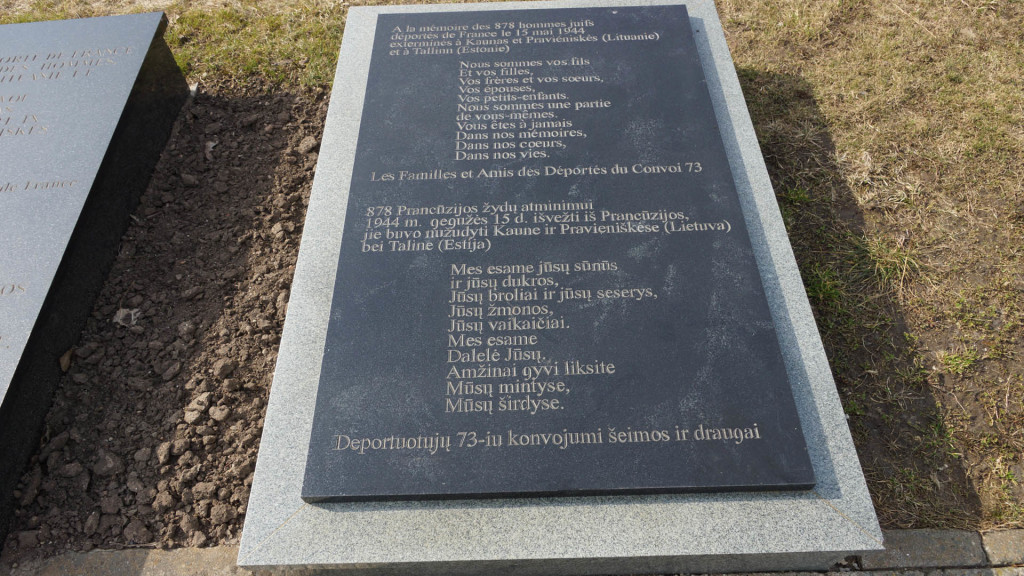 A la mémoire des 878 hommes juifs
déportés de France le 15 mai 1944
exterminés à Kaunas et Pravieniškės (Lituanie)
et à Tallinn (Estonie)
Nous sommes vos fils
Et vos filles,
Vos frères et vos sœurs,
Vos épouses,
Vos petits-enfants.
Nous sommes une partie
de vous-mêmes.
Vous êtes à jamais
Dans nos mémoires,
Dans nos cœurs,
Dans nos vies.
Les Familles et Amis des Déportés du Convoi 73
878 Prancūzijos žydų atminimui
1944 m. gegužės 15 d. išvežti iš Prancūzijos,
jie buvo nužudyti Kaune ir Pravieniškėse (Lietuva)
bei Taline (Estija)
Mes esame jūsų sūnūs
ir jūsų dukros,
Jūsų broliai ir jūsų seserys,
Jūsų žmonos,
Jūsų vaikaičiai.
Mes esame
Dalelė Jūsų.
Amžinai gyvi liksite
Mūsų mintyse,
Mūsų širdyse.
Deportuotųjų 73-iu konvojumi šeimos ir draugai
de France